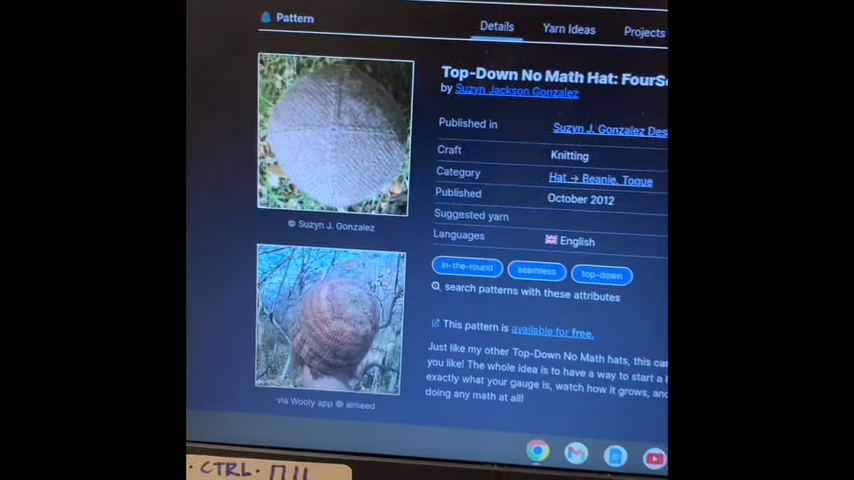 Pattern
Details
Yarn Ideas
Projects
Top-Down No Math Hat:
by Suzyn Jackson Gonzalez
Published in
Suzyn J. Gonzalez
Craft
Knitting
Category
Hat → Beanie, Toque
Published
October 2012
Suggested yarn
Languages
English
in-the-round
seamless
top-down
search patterns with these attributes
This pattern is available for free.
Just like my other Top-Down No Math hats, this
you like! The whole idea is to have a way to start a
exactly what your gauge is, watch how it grows, and
doing any math at all!
© Suzyn J. Gonzalez
via Wooly app © aimeed
CTRL